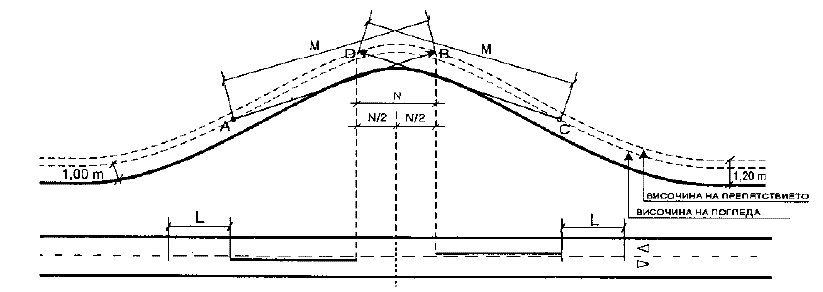 M
M
D
B
N
A
N/2
N/2
C
1,00 m
1,20 m
ВИСОЧИНА НА ПРЕПЯТСТВИЕТО
ВИСОЧИНА НА ПОГЛЕДА
L
L